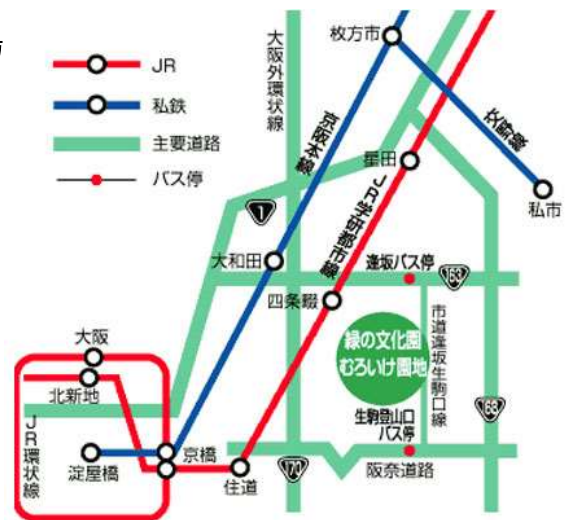 JR
私鉄
主要道路
バス停
大阪外環状線
枚方市
京阪本線
交野線
星田
JR学研都市線
私市
1
大和田
逢坂バス停
163
四条畷
大阪
緑の文化園
むろいけ園地
市道逢坂生駒口線
北新地
生駒登山口
バス停
168
JR環状線
淀屋橋
京橋
住道
170
阪奈道路